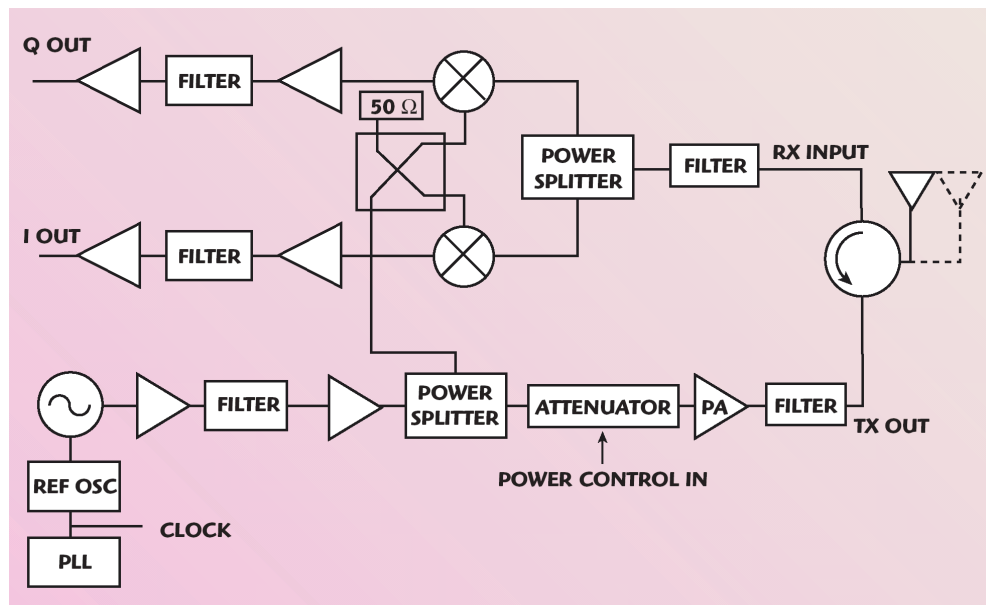 Q OUT
FILTER
50 Ω
POWER
SPLITTER
FILTER
RX INPUT
I OUT
FILTER
FILTER
POWER
SPLITTER
ATTENUATOR
PA
FILTER
TX OUT
POWER CONTROL IN
REF OSC
CLOCK
PLL